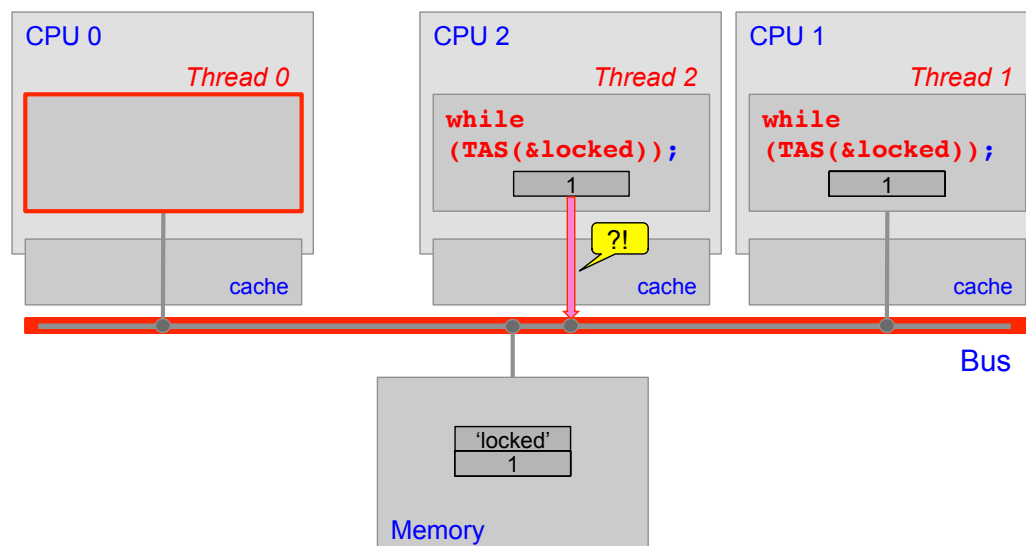 CPU 0
Thread 0
cache
CPU 2
Thread 2
while
(TAS(&locked));
1
?!
cache
CPU 1
Thread 1
while
(TAS(&locked));
1
cache
Bus
‘locked’
1
Memory